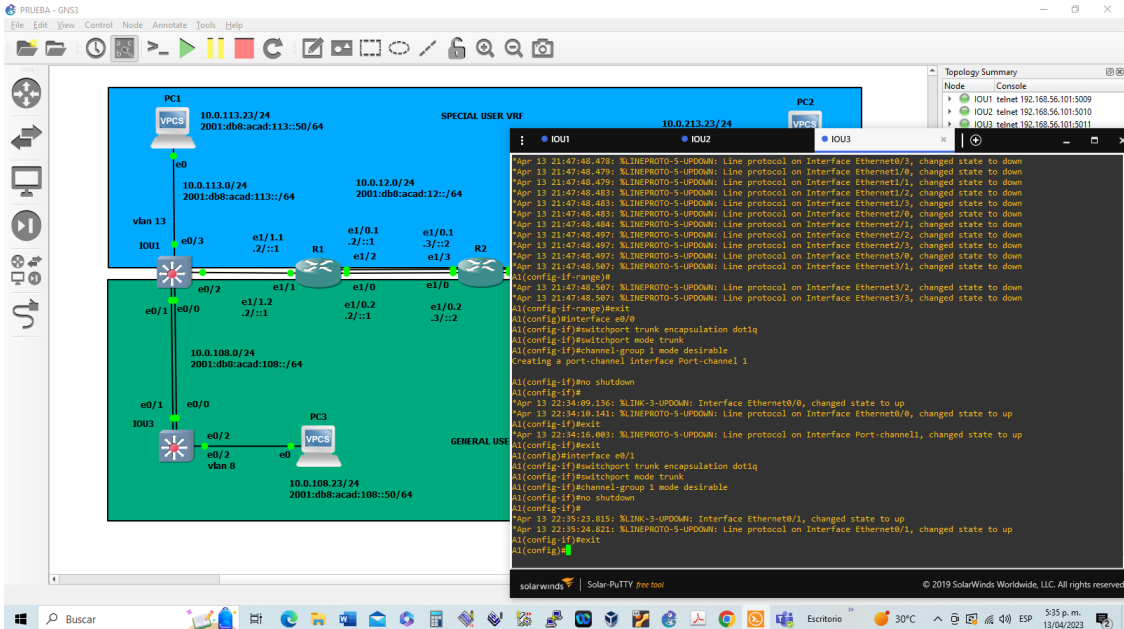 PRUEBA - GNS3
File Edit View Control Node Annotate Tools Help
Topology Summary
Node Console
IOU1 telnet 192.168.56.101:5009
IOU2 telnet 192.168.56.101:5010
IOU3 telnet 192.168.56.101:5011
PC1
VPCS
10.0.113.23/24
2001:db8:acad:113::50/64
SPECIAL USER VRF
PC2
10.0.213.23/24
VPCS
e0
10.0.113.0/24
2001:db8:acad:113::/64
10.0.12.0/24
2001:db8:acad:12::/64
vlan 13
IOU1
e0/3
e1/1.1
.2/::1
R1
e1/0.1
.2/::1
e1/2
e1/0.1
.3/::2
e1/3
R2
e0/2
e1/1
e1/0
e1/0
e0/1
e0/0
e1/1.2
.2/::1
e1/0.2
.2/::1
e1/0.2
.3/::2
10.0.108.0/24
2001:db8:acad:108::/64
e0/1
e0/0
IOU3
e0/2
e0/2
vlan 8
e0
PC3
VPCS
GENERAL USE
10.0.108.23/24
2001:db8:acad:108::50/64
IOU1
IOU2
IOU3
*Apr 13 21:47:48.478: %LINEPROTO-5-UPDOWN: Line protocol on Interface Ethernet0/3, changed state to down
*Apr 13 21:47:48.479: %LINEPROTO-5-UPDOWN: Line protocol on Interface Ethernet1/0, changed state to down
*Apr 13 21:47:48.479: %LINEPROTO-5-UPDOWN: Line protocol on Interface Ethernet1/1, changed state to down
*Apr 13 21:47:48.483: %LINEPROTO-5-UPDOWN: Line protocol on Interface Ethernet1/2, changed state to down
*Apr 13 21:47:48.483: %LINEPROTO-5-UPDOWN: Line protocol on Interface Ethernet1/3, changed state to down
*Apr 13 21:47:48.483: %LINEPROTO-5-UPDOWN: Line protocol on Interface Ethernet2/0, changed state to down
*Apr 13 21:47:48.484: %LINEPROTO-5-UPDOWN: Line protocol on Interface Ethernet2/1, changed state to down
*Apr 13 21:47:48.497: %LINEPROTO-5-UPDOWN: Line protocol on Interface Ethernet2/2, changed state to down
*Apr 13 21:47:48.497: %LINEPROTO-5-UPDOWN: Line protocol on Interface Ethernet2/3, changed state to down
*Apr 13 21:47:48.497: %LINEPROTO-5-UPDOWN: Line protocol on Interface Ethernet3/0, changed state to down
*Apr 13 21:47:48.507: %LINEPROTO-5-UPDOWN: Line protocol on Interface Ethernet3/1, changed state to down
A1(config-if-range)#
*Apr 13 21:47:48.507: %LINEPROTO-5-UPDOWN: Line protocol on Interface Ethernet3/2, changed state to down
*Apr 13 21:47:48.507: %LINEPROTO-5-UPDOWN: Line protocol on Interface Ethernet3/3, changed state to down
A1(config-if-range)#exit
A1(config)#interface e0/0
A1(config-if)#switchport trunk encapsulation dot1q
A1(config-if)#switchport mode trunk
A1(config-if)#channel-group 1 mode desirable
Creating a port-channel interface Port-channel 1
A1(config-if)#no shutdown
A1(config-if)#
*Apr 13 22:34:09.136: %LINK-3-UPDOWN: Interface Ethernet0/0, changed state to up
*Apr 13 22:34:10.141: %LINEPROTO-5-UPDOWN: Line protocol on Interface Ethernet0/0, changed state to up
A1(config-if)#exit
*Apr 13 22:34:16.003: %LINEPROTO-5-UPDOWN: Line protocol on Interface Port-channel1, changed state to up
A1(config-if)#exit
A1(config)#interface e0/1
A1(config-if)#switchport trunk encapsulation dot1q
A1(config-if)#switchport mode trunk
A1(config-if)#channel-group 1 mode desirable
A1(config-if)#no shutdown
A1(config-if)#
*Apr 13 22:35:23.815: %LINK-3-UPDOWN: Interface Ethernet0/1, changed state to up
*Apr 13 22:35:24.821: %LINEPROTO-5-UPDOWN: Line protocol on Interface Ethernet0/1, changed state to up
A1(config-if)#exit
A1(config)#
solarwinds Solar-PuTTY free tool
© 2019 SolarWinds Worldwide, LLC. All rights reserved
Buscar
Escritorio
30°C
ESP
5:35 p. m.
13/04/2023